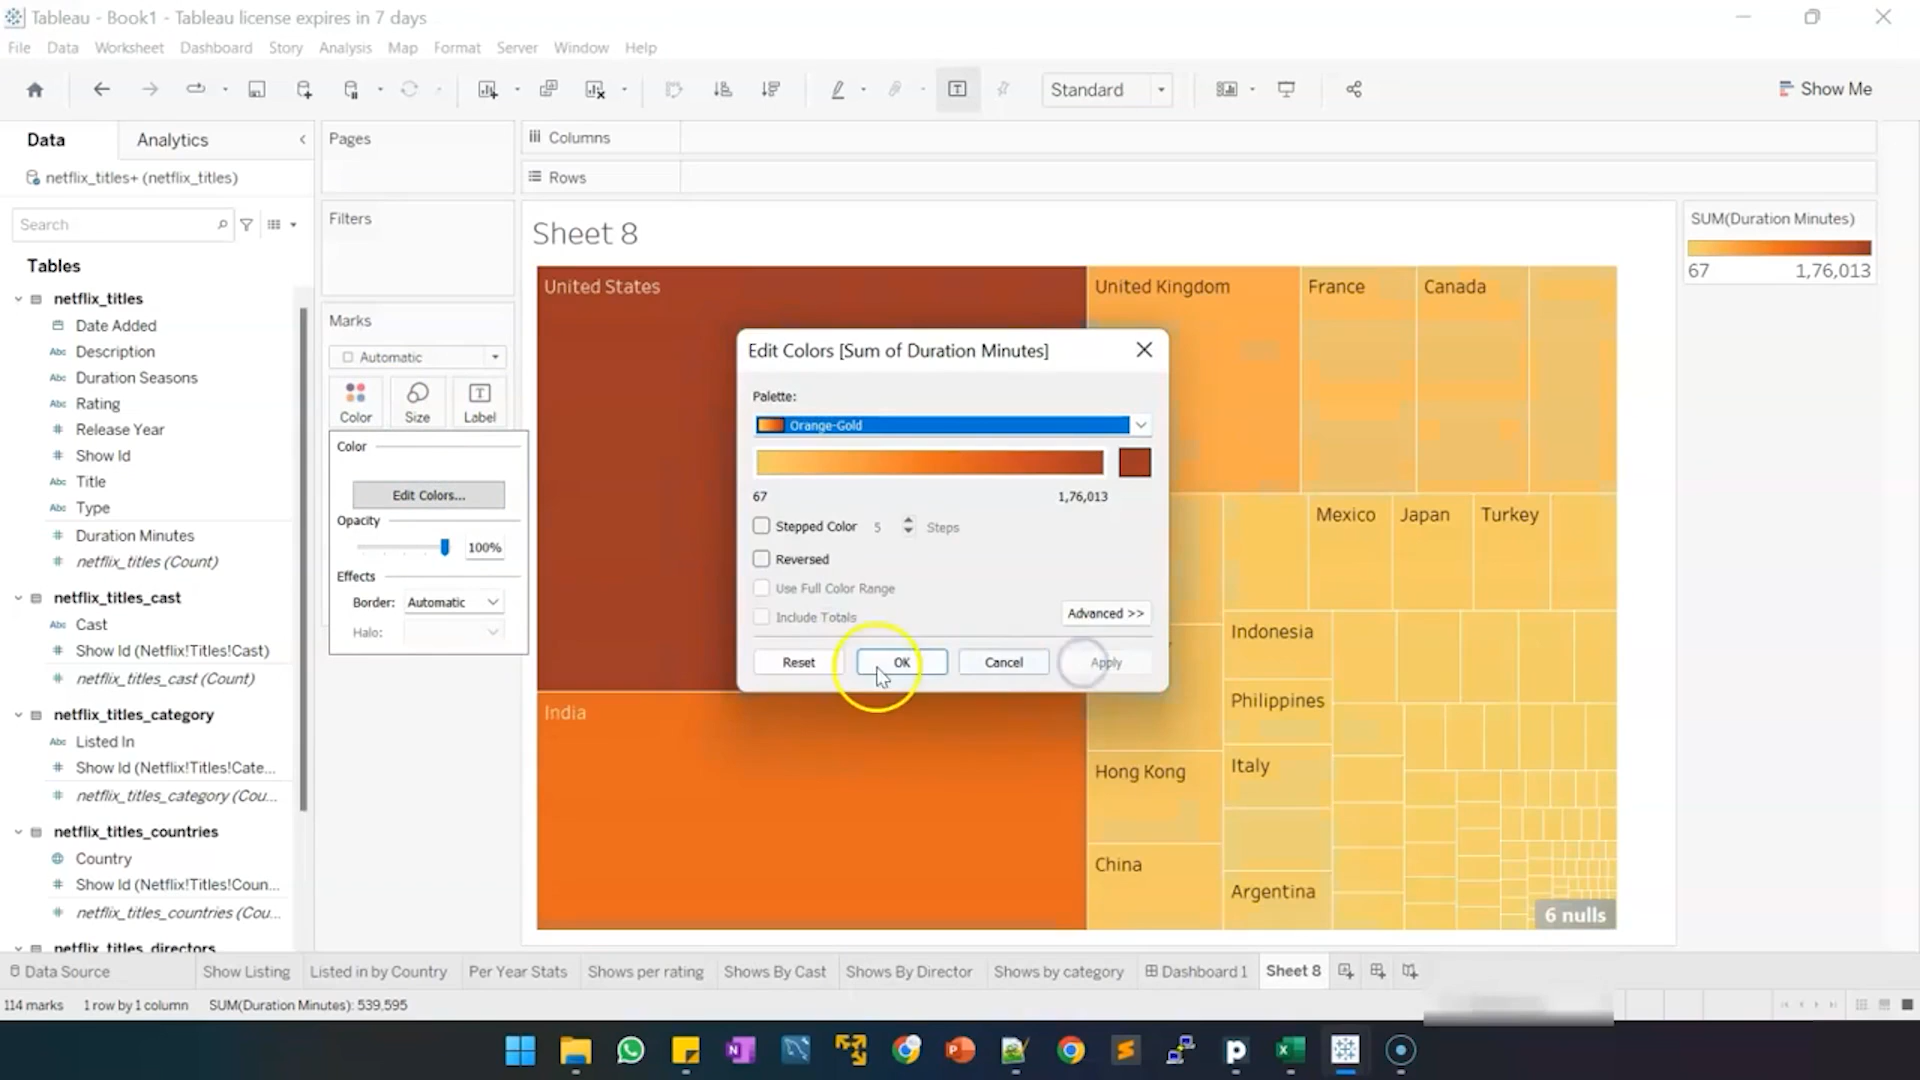 Tableau - Book1 - Tableau license expires in 7 days
File Data Worksheet Dashboard Story Analysis Map Format Server Window Help
Standard
Show Me
Data
Analytics
netflix_titles+ (netflix_titles)
Search
Tables
netflix_titles
Date Added
Abc Description
Abc Duration Seasons
Abc Rating
# Release Year
# Show Id
Abc Title
Abc Type
# Duration Minutes
# netflix_titles (Count)
netflix_titles_cast
Abc Cast
# Show Id (Netflix!Titles!Cast)
# netflix_titles_cast (Count)
netflix_titles_category
Abc Listed In
# Show Id (Netflix!Titles!Cate...
# netflix_titles_category (Cou...
netflix_titles_countries
Country
# Show Id (Netflix!Titles!Coun...
# netflix_titles_countries (Cou...
netflix_titles_directors
Pages
Filters
Marks
Automatic
Color
Size
Label
Color
Edit Colors...
Opacity
100%
Effects
Border: Automatic
Halo:
Columns
Rows
Sheet 8
United States
India
United Kingdom
France
Canada
Mexico
Japan
Turkey
Indonesia
Philippines
Hong Kong
Italy
China
Argentina
6 nulls
Edit Colors [Sum of Duration Minutes]
Palette:
Orange-Gold
67
1,76,013
Stepped Color 5 Steps
Reversed
Use Full Color Range
Include Totals
Advanced >>
Reset
OK
Cancel
Apply
SUM(Duration Minutes)
67
1,76,013
Data Source
Show Listing
Listed in by Country
Per Year Stats
Shows per rating
Shows By Cast
Shows By Director
Shows by category
Dashboard 1
Sheet 8
114 marks
1 row by 1 column
SUM(Duration Minutes): 539,595